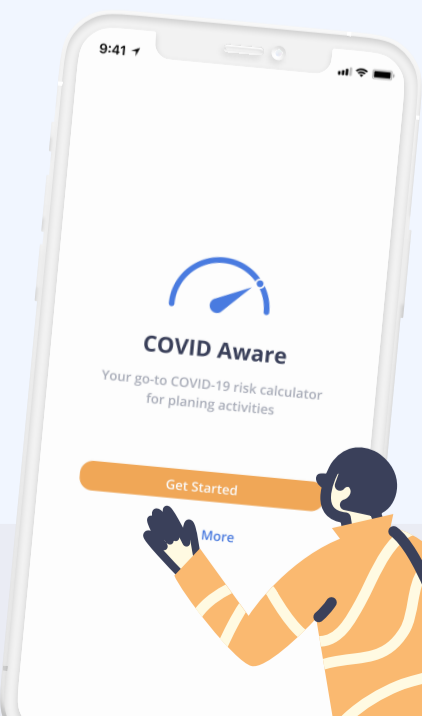 9:41
COVID Aware
Your go-to COVID-19 risk calculator
for planing activities
Get Started
More